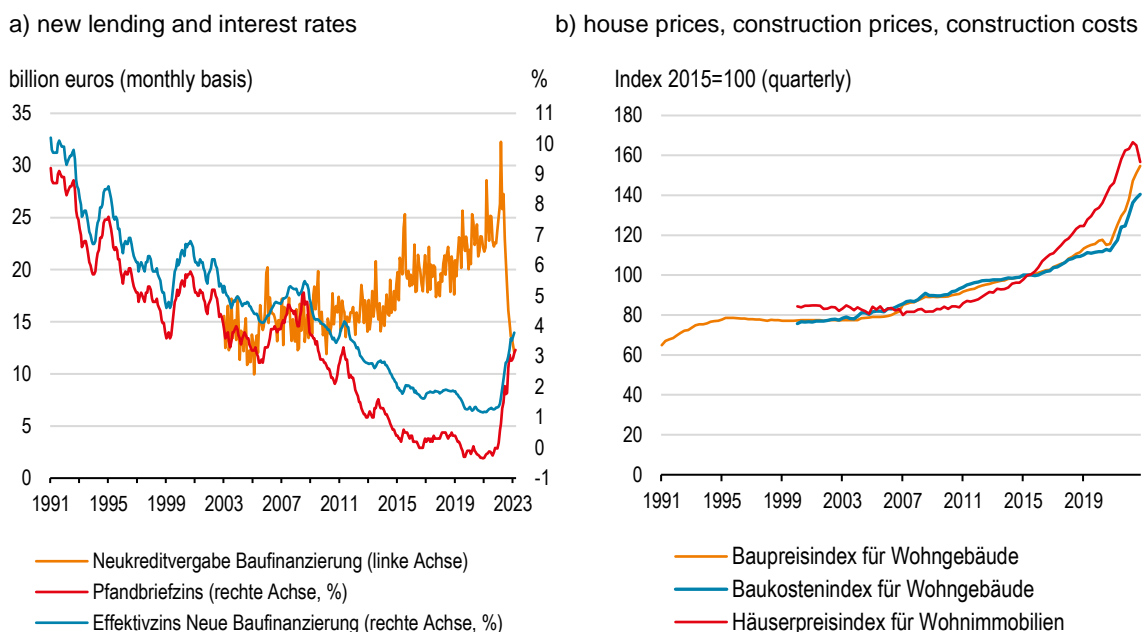 a) new lending and interest rates
billion euros (monthly basis)
%
35
30
25
20
15
10
5
0
11
10
9
8
7
6
5
4
3
2
1
0
-1
1991 1995 1999 2003 2007 2011 2015 2019 2023
Neukreditvergabe Baufinanzierung (linke Achse)
Pfandbriefzins (rechte Achse, %)
Effektivzins Neue Baufinanzierung (rechte Achse, %)
b) house prices, construction prices, construction costs
Index 2015=100 (quarterly)
180
160
140
120
100
80
60
40
20
0
1991 1995 1999 2003 2007 2011 2015 2019
Baupreisindex für Wohngebäude
Baukostenindex für Wohngebäude
Häuserpreisindex für Wohnimmobilien